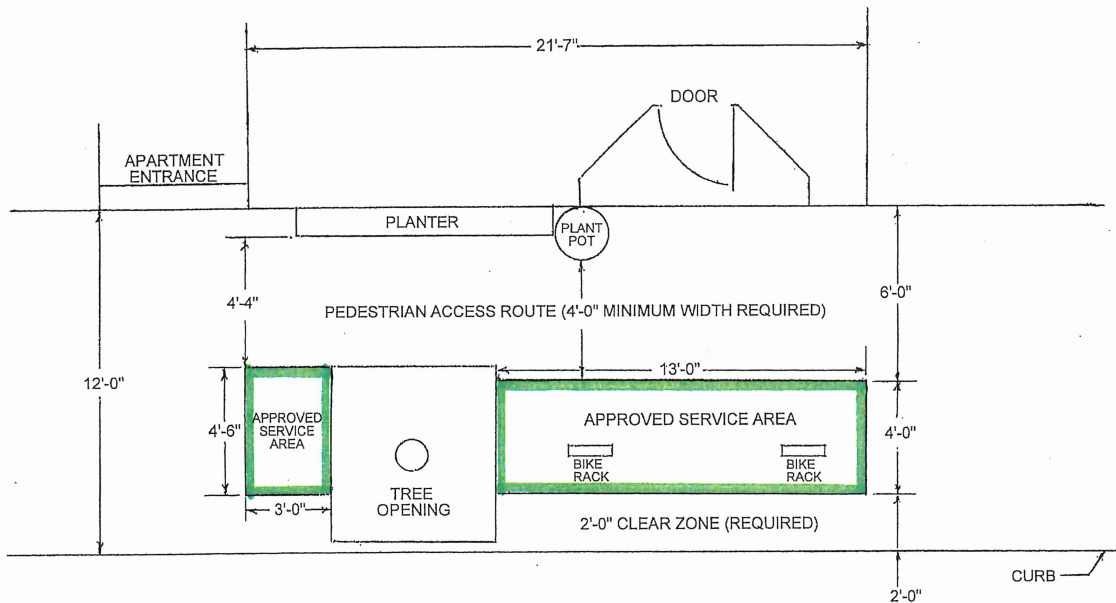 21'-7"
DOOR
APARTMENT
ENTRANCE
PLANTER
PLANT
POT
4'-4"
6'-0"
PEDESTRIAN ACCESS ROUTE (4'-0" MINIMUM WIDTH REQUIRED)
12'-0"
13'-0"
4'-6"
APPROVED
SERVICE
AREA
APPROVED SERVICE AREA
4'-0"
BIKE
RACK
BIKE
RACK
TREE
OPENING
3'-0"
2'-0" CLEAR ZONE (REQUIRED)
CURB
2'-0"